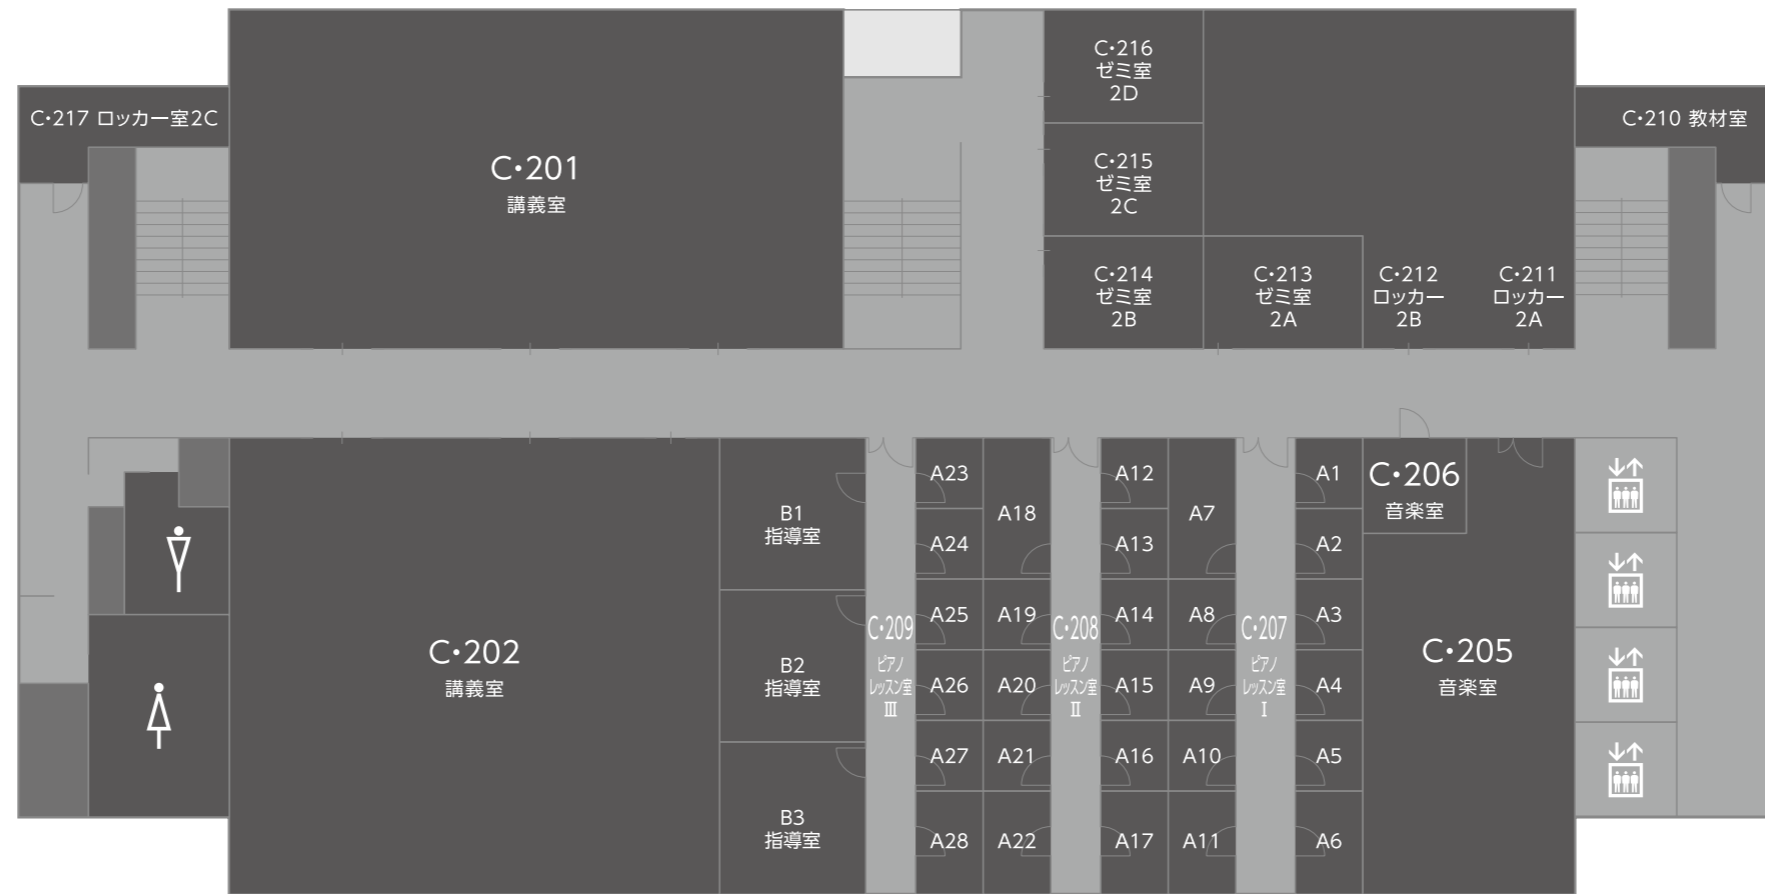 C・216
ゼミ室
2D
C・217 ロッカー室2C
C・201
講義室
C・215
ゼミ室
2C
C・210 教材室
C・214
ゼミ室
2B
C・213
ゼミ室
2A
C・212
ロッカー
2B
C・211
ロッカー
2A
C・202
講義室
B1
指導室
B2
指導室
B3
指導室
C・209
ピアノ
レッスン室
Ⅲ
A23
A24
A25
A26
A27
A28
A18
A19
A20
A21
A22
C・208
ピアノ
レッスン室
Ⅱ
A12
A13
A14
A15
A16
A17
A7
A8
A9
A10
A11
C・207
ピアノ
レッスン室
Ⅰ
A1
A2
A3
A4
A5
A6
C・206
音楽室
C・205
音楽室